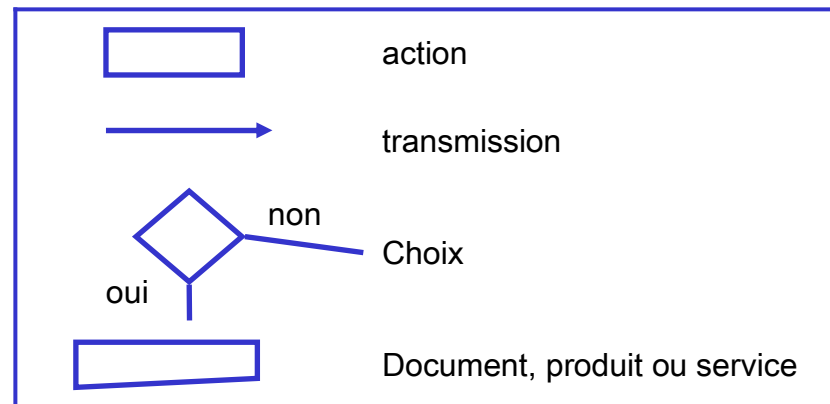 action
transmission
non
Choix
oui
Document, produit ou service